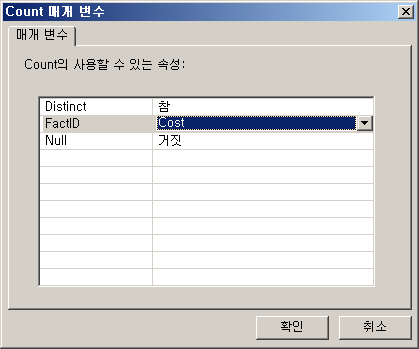 Count 매개 변수
매개 변수
Count의 사용할 수 있는 속성:
Distinct 참
FactID Cost
Null 거짓
확인 취소